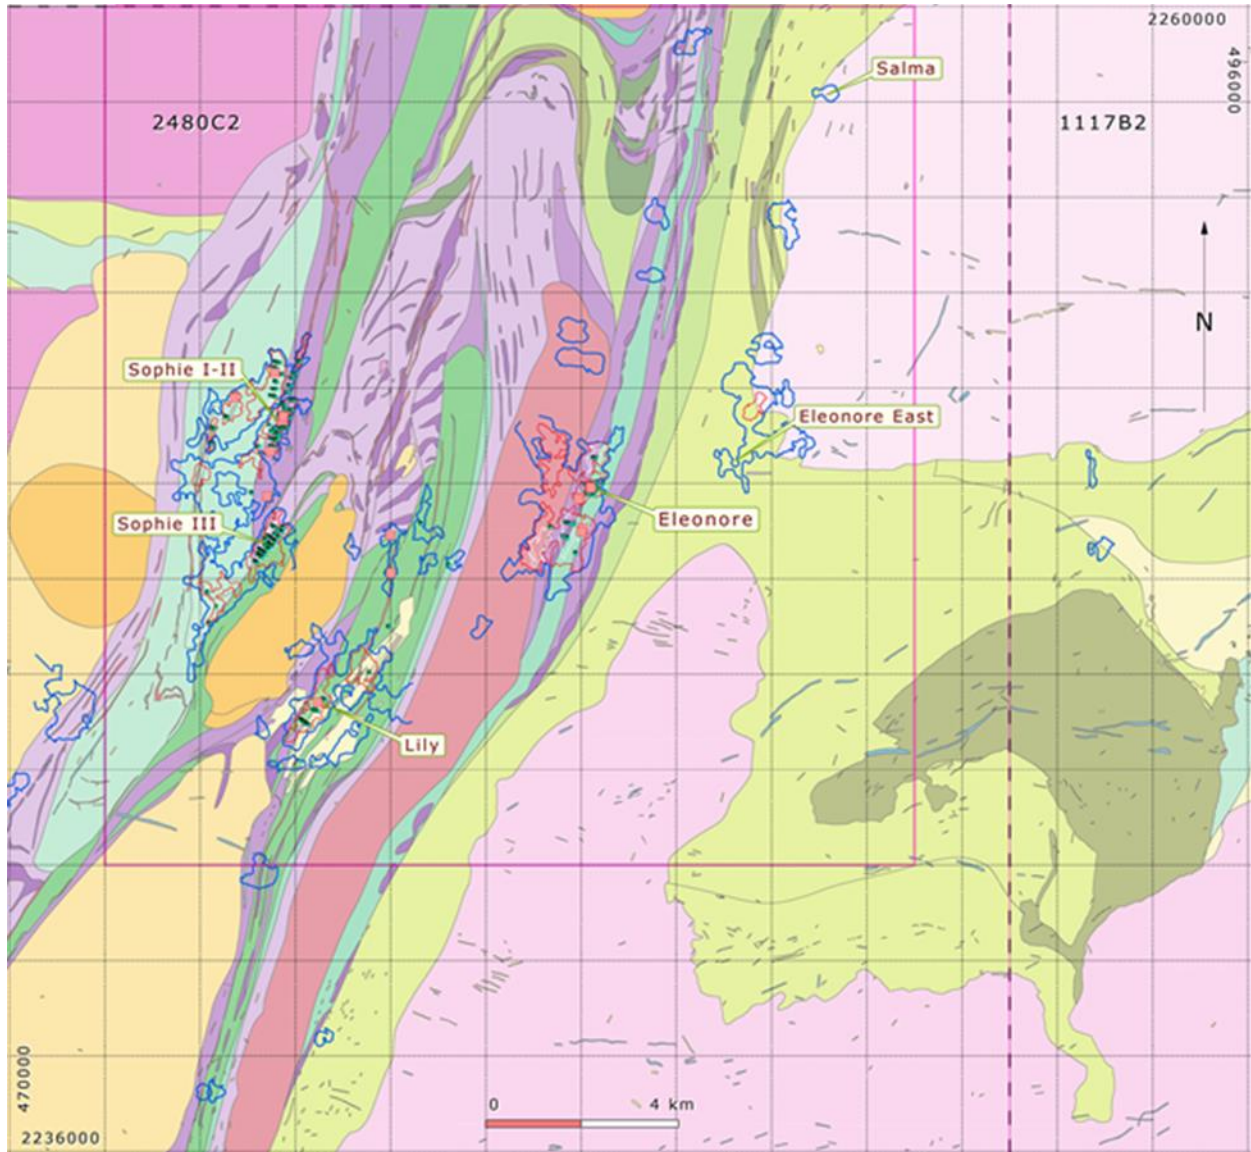 2260000
496000
Salma
2480C2
1117B2
N
Sophie I-II
Eleonore East
Sophie III
Eleonore
Lily
470000
0 4 km
2236000